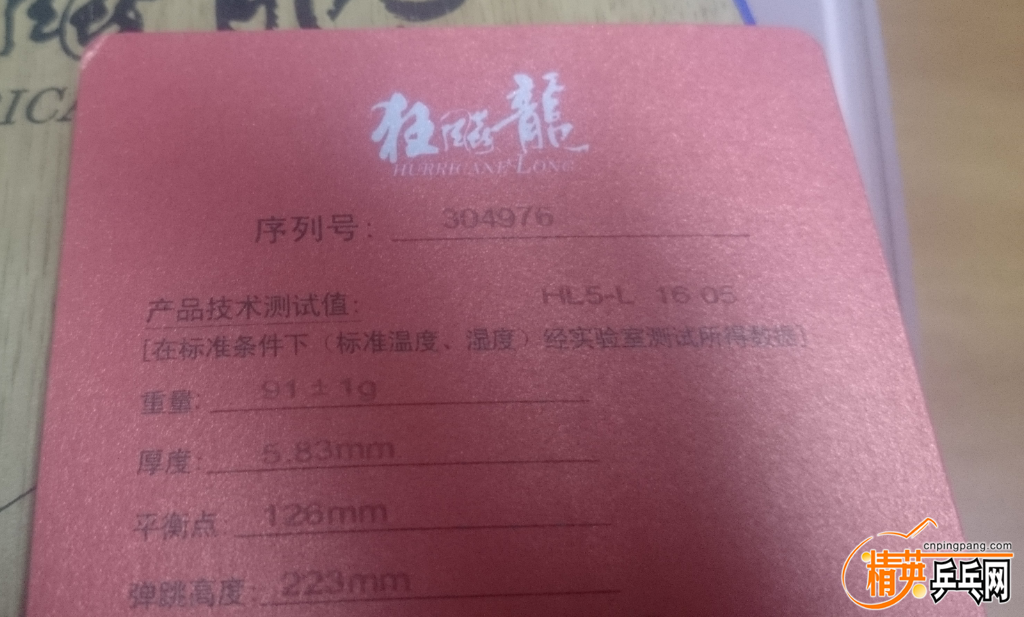 狂飚龍
HURRICANE·LONG
序列号: 304976
产品技术测试值: HL5-L 16 05
[在标准条件下（标准温度、湿度）经实验室测试所得数据]
重量: 91±1g
厚度: 5.83mm
平衡点: 126mm
弹跳高度: 223mm
cnpingpang.com
精英乒乓网